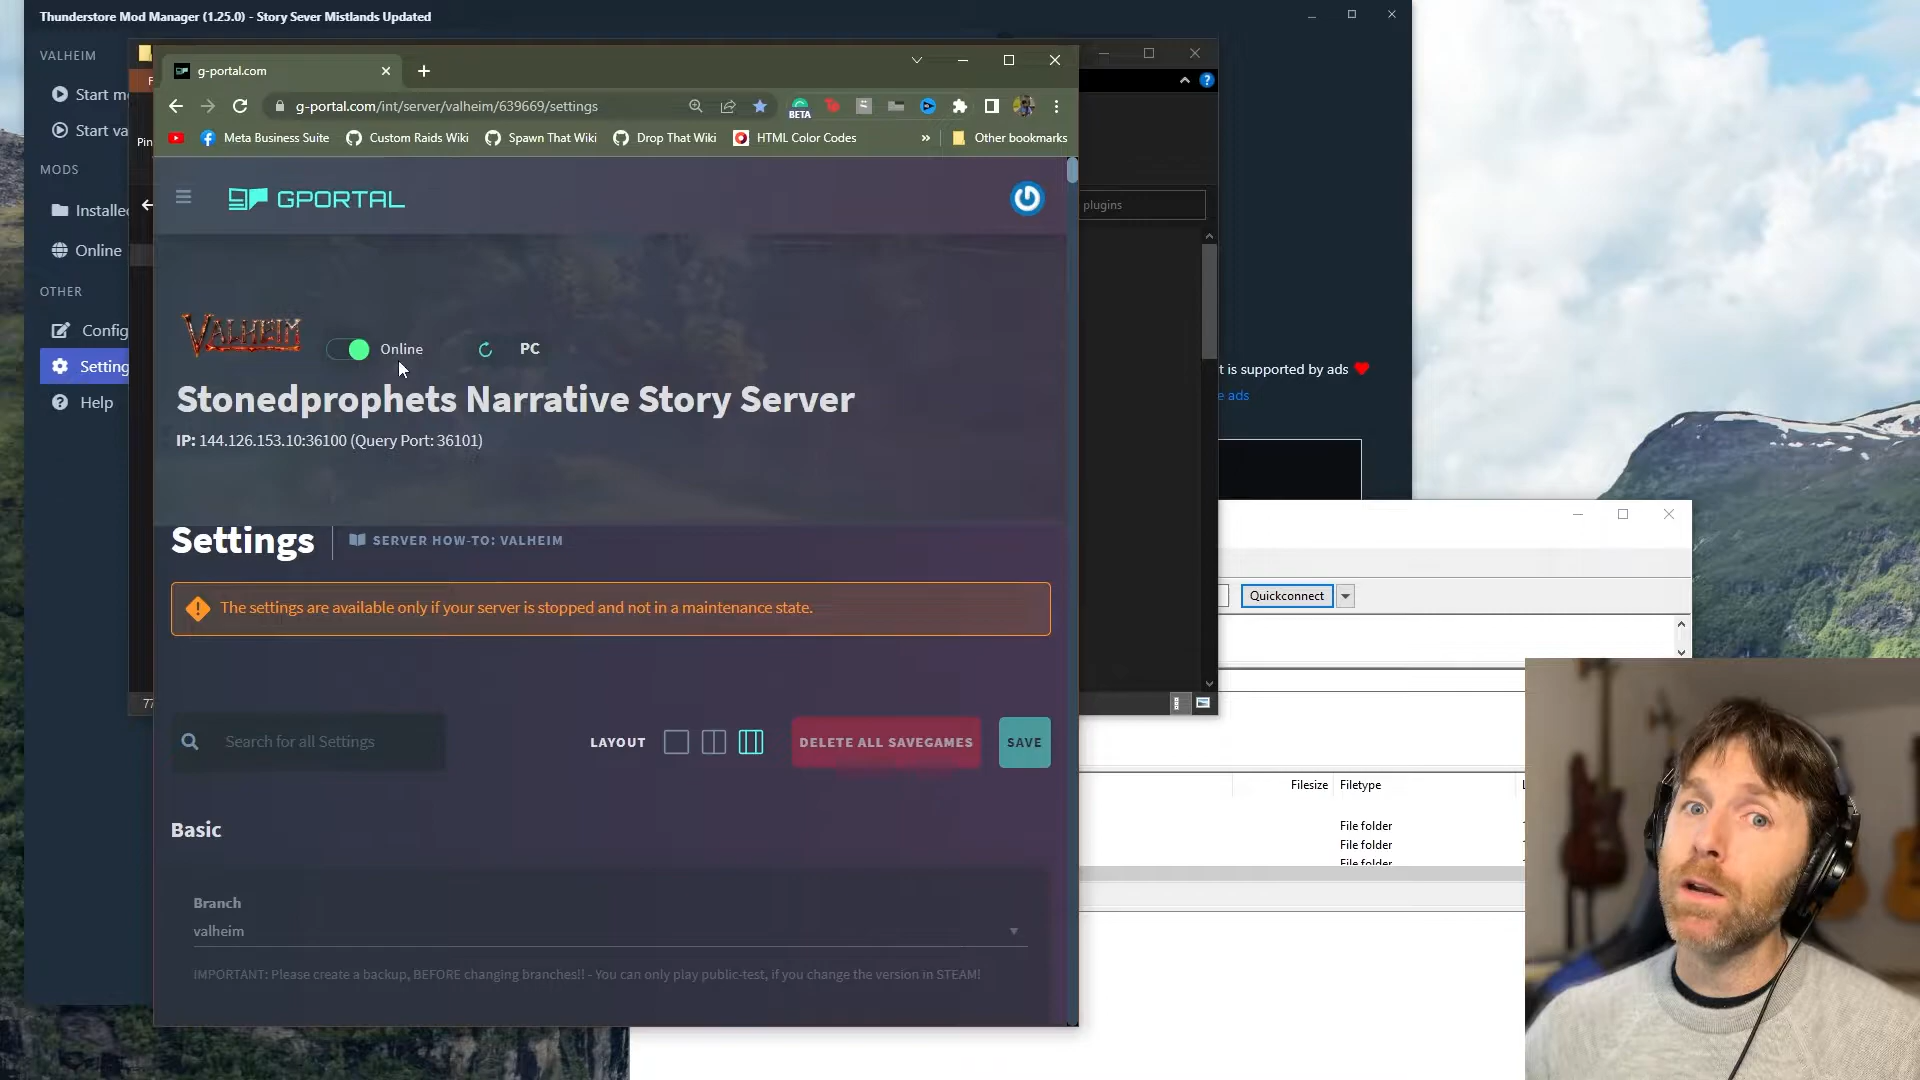 Thunderstore Mod Manager (1.25.0) - Story Sever Mistlands Updated
VALHEIM
Start m
Start va
MODS
Installed
Online
OTHER
Config
Setting
Help
Pin
g-portal.com
g-portal.com/int/server/valheim/639669/settings
BETA
Meta Business Suite
Custom Raids Wiki
Spawn That Wiki
Drop That Wiki
HTML Color Codes
»
Other bookmarks
GPORTAL
plugins
VALHEIM
Online
PC
Stonedprophets Narrative Story Server
IP: 144.126.153.10:36100 (Query Port: 36101)
t is supported by ads
e ads
Settings
SERVER HOW-TO: VALHEIM
The settings are available only if your server is stopped and not in a maintenance state.
Quickconnect
77
Search for all Settings
LAYOUT
DELETE ALL SAVEGAMES
SAVE
Filesize
Filetype
File folder
File folder
File folder
Basic
Branch
valheim
IMPORTANT: Please create a backup, BEFORE changing branches!! - You can only play public-test, if you change the version in STEAM!